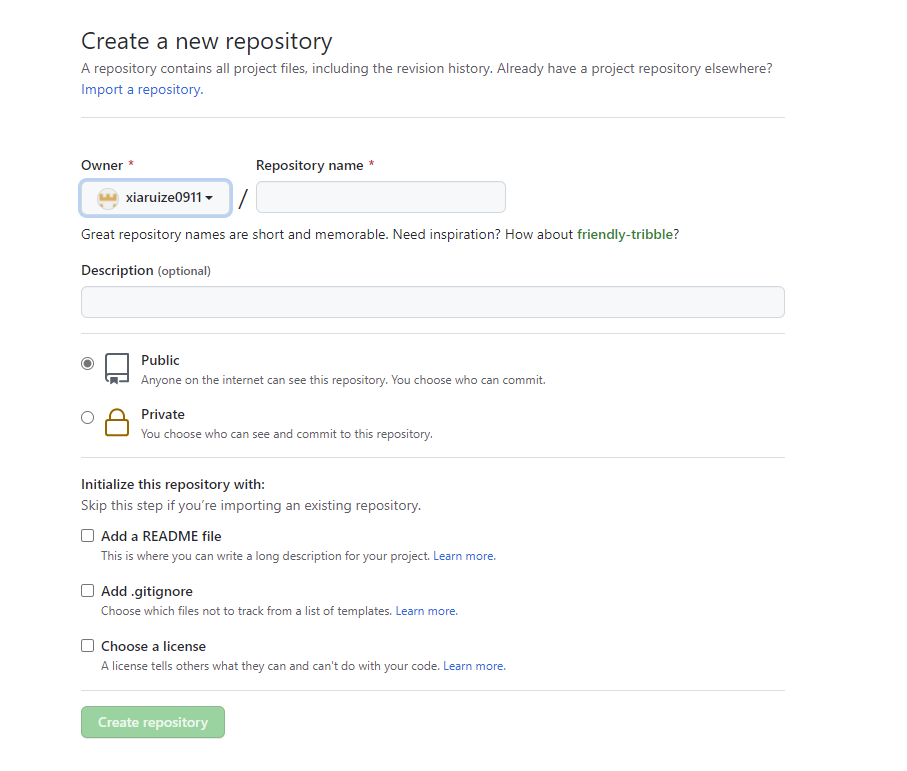 Create a new repository
A repository contains all project files, including the revision history. Already have a project repository elsewhere?
Import a repository.
Owner * Repository name *
xiaruize0911 /
Great repository names are short and memorable. Need inspiration? How about friendly-tribble?
Description (optional)
Public
Anyone on the internet can see this repository. You choose who can commit.
Private
You choose who can see and commit to this repository.
Initialize this repository with:
Skip this step if you’re importing an existing repository.
Add a README file
This is where you can write a long description for your project. Learn more.
Add .gitignore
Choose which files not to track from a list of templates. Learn more.
Choose a license
A license tells others what they can and can't do with your code. Learn more.
Create repository